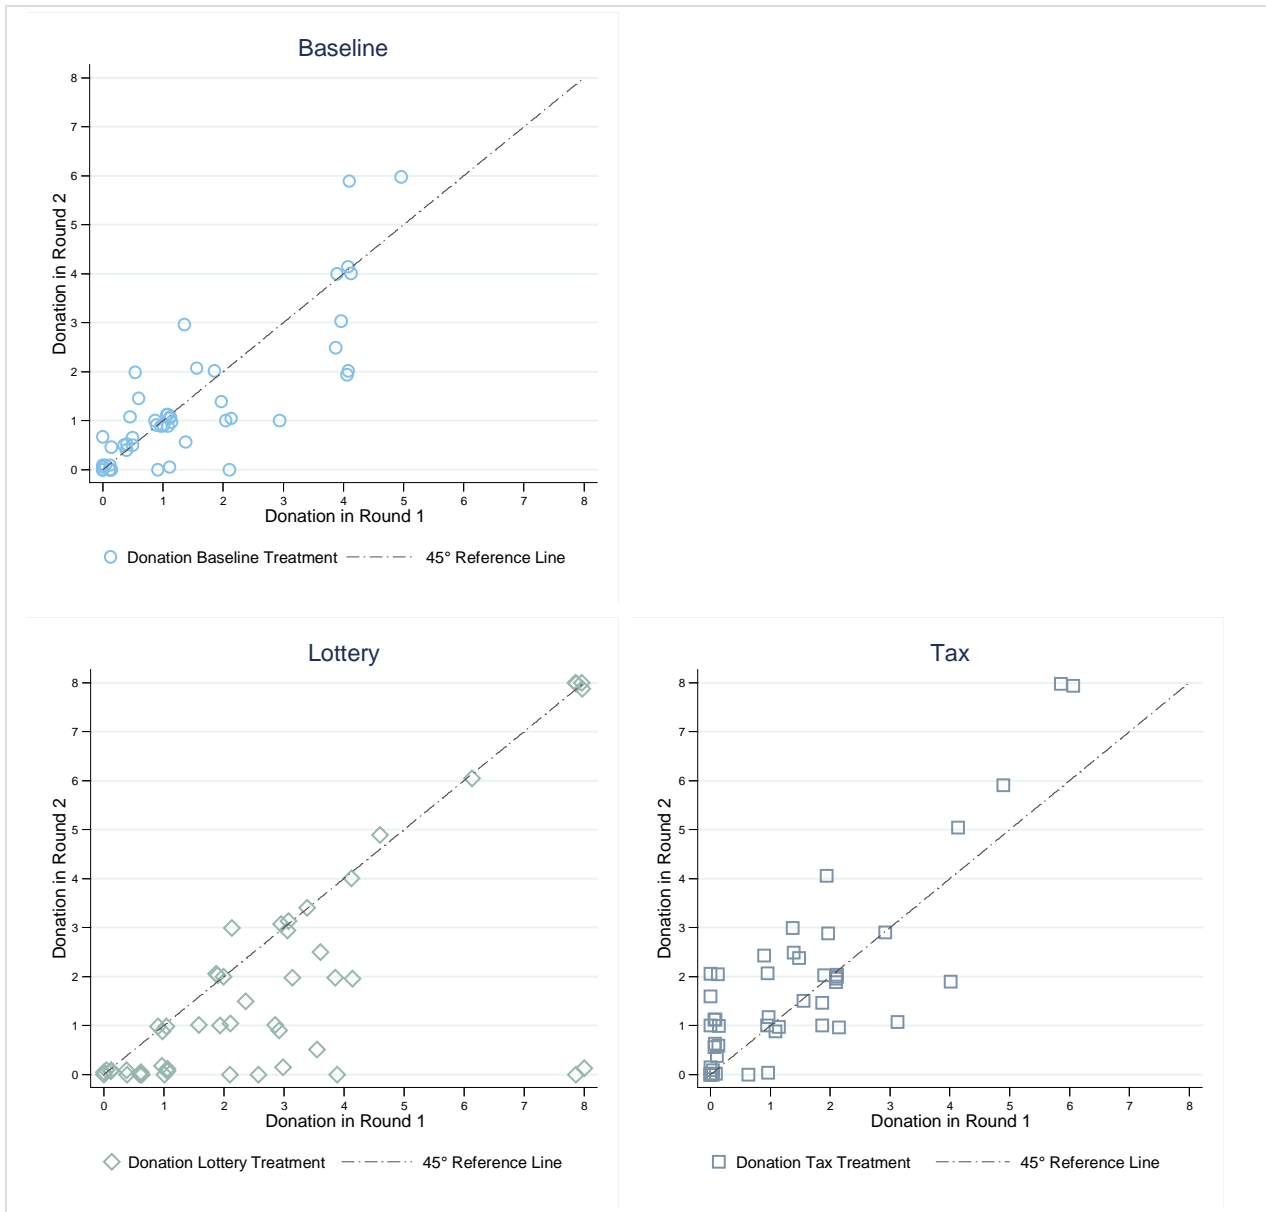 Baseline
Donation in Round 2
8
7
6
5
4
3
2
1
0
0 1 2 3 4 5 6 7 8
Donation in Round 1
Donation Baseline Treatment 45° Reference Line
Lottery
Donation in Round 2
8
7
6
5
4
3
2
1
0
0 1 2 3 4 5 6 7 8
Donation in Round 1
Donation Lottery Treatment 45° Reference Line
Tax
Donation in Round 2
8
7
6
5
4
3
2
1
0
0 1 2 3 4 5 6 7 8
Donation in Round 1
Donation Tax Treatment 45° Reference Line